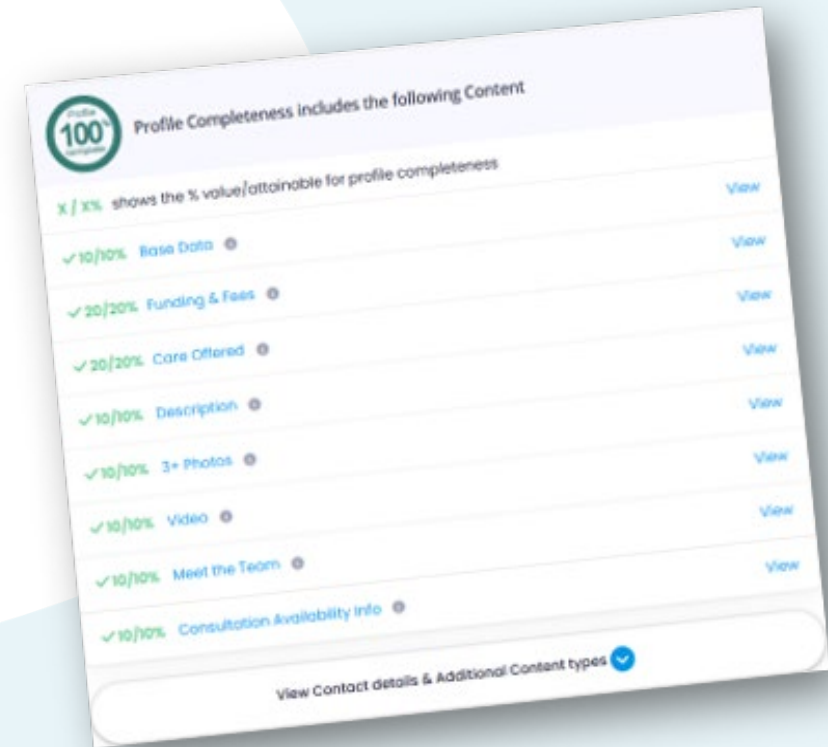 Profile
100%
Complete
Profile Completeness includes the following Content
X / X% shows the % value/attainable for profile completeness
✓ 10/10% Base Data View
✓ 20/20% Funding & Fees View
✓ 20/20% Care Offered View
✓ 10/10% Description View
✓ 10/10% 3+ Photos View
✓ 10/10% Video View
✓ 10/10% Meet the Team View
✓ 10/10% Consultation Availability Info View
View Contact details & Additional Content types